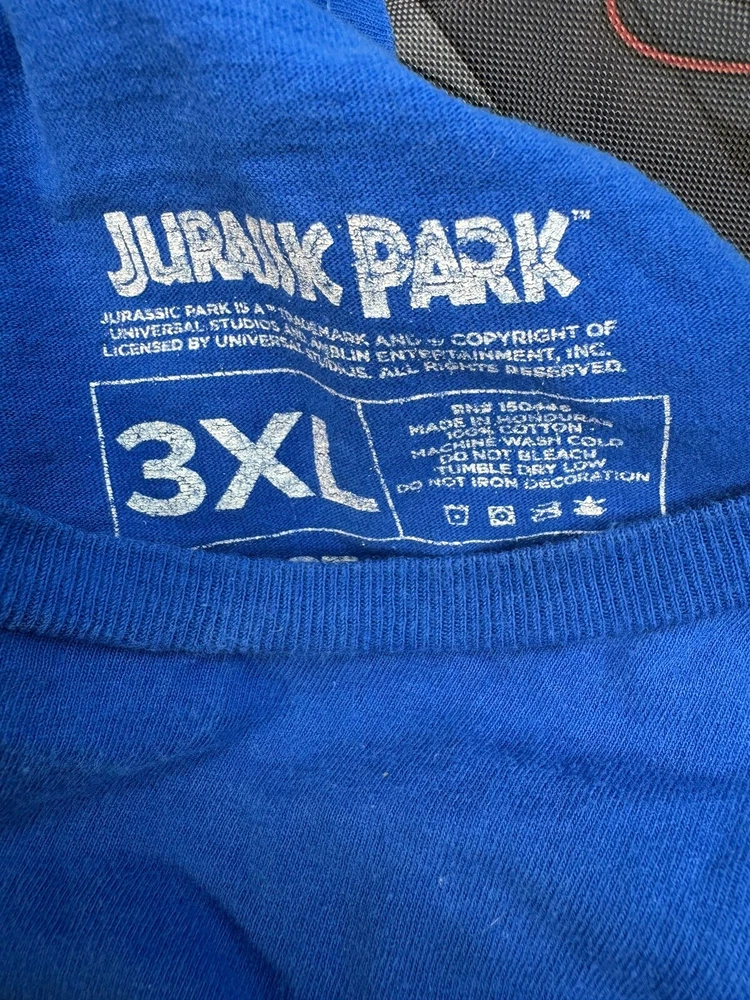 JURASSIC PARK™
JURASSIC PARK IS A ™ TRADEMARK AND © COPYRIGHT OF
UNIVERSAL STUDIOS AND AMBLIN ENTERTAINMENT, INC.
LICENSED BY UNIVERSAL STUDIOS. ALL RIGHTS RESERVED.
3XL
RN# 150446
MADE IN HONDURAS
100% COTTON
MACHINE WASH COLD
DO NOT BLEACH
TUMBLE DRY LOW
DO NOT IRON DECORATION